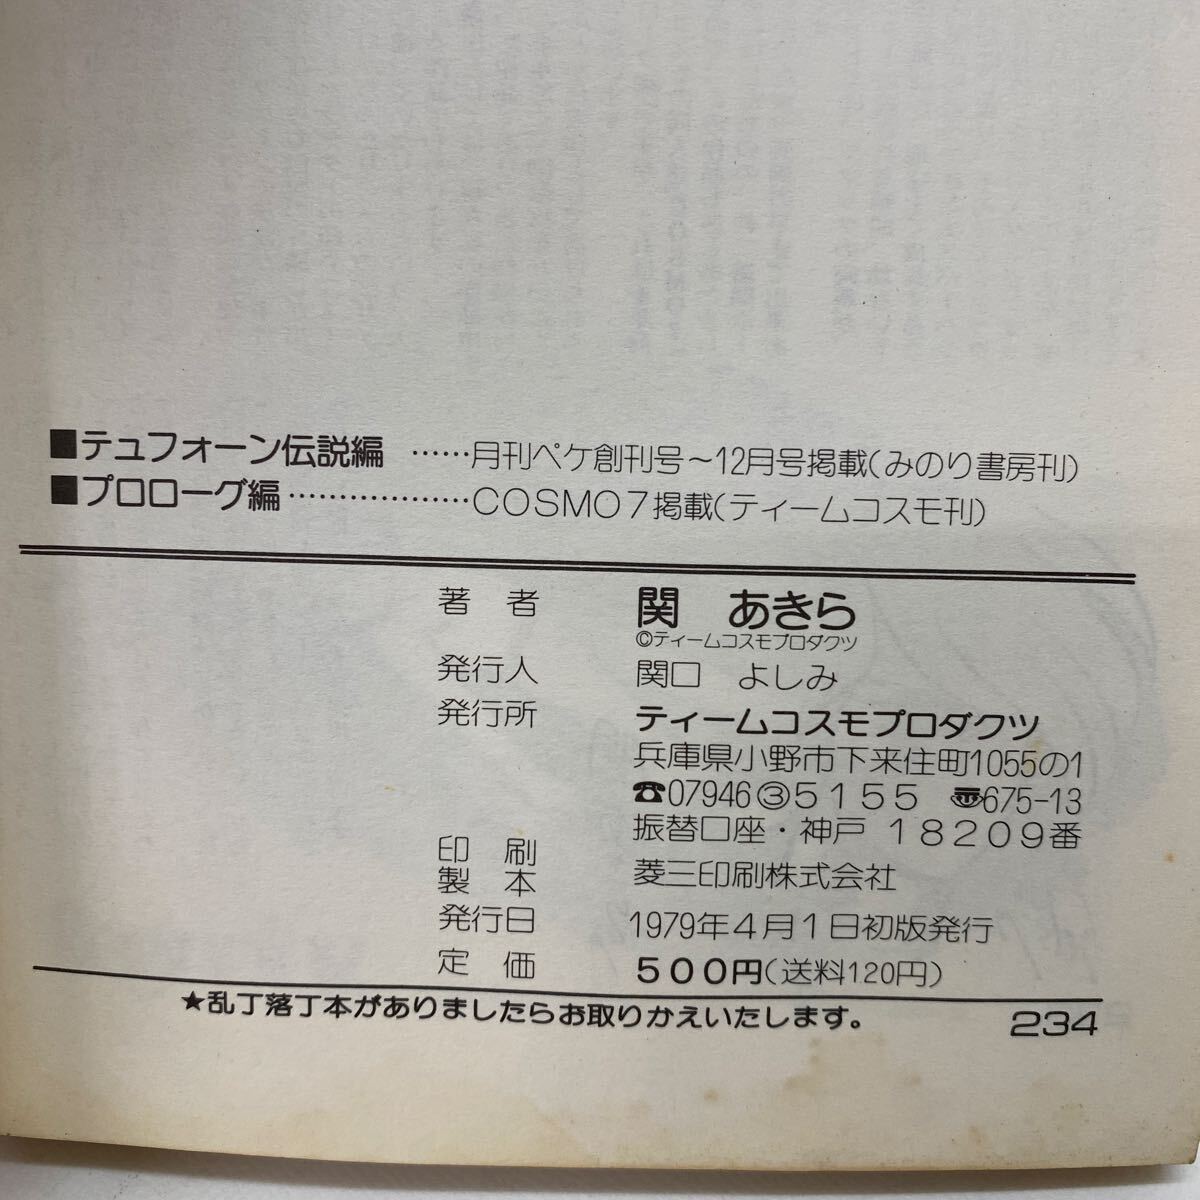 ■テュフォーン伝説編 ……月刊ペケ創刊号～12月号掲載(みのり書房刊)
■プロローグ編………………COSMO7掲載(ティームコスモ刊)
著 者 関 あきら
©ティームコスモプロダクツ
発行人 関口 よしみ
発行所 ティームコスモプロダクツ
兵庫県小野市下来住町1055の1
☎07946③5155 〠675-13
振替口座・神戸 18209番
印 刷
製 本 菱三印刷株式会社
発行日 1979年4月1日初版発行
定 価 500円(送料120円)
★乱丁落丁本がありましたらお取りかえいたします。
234